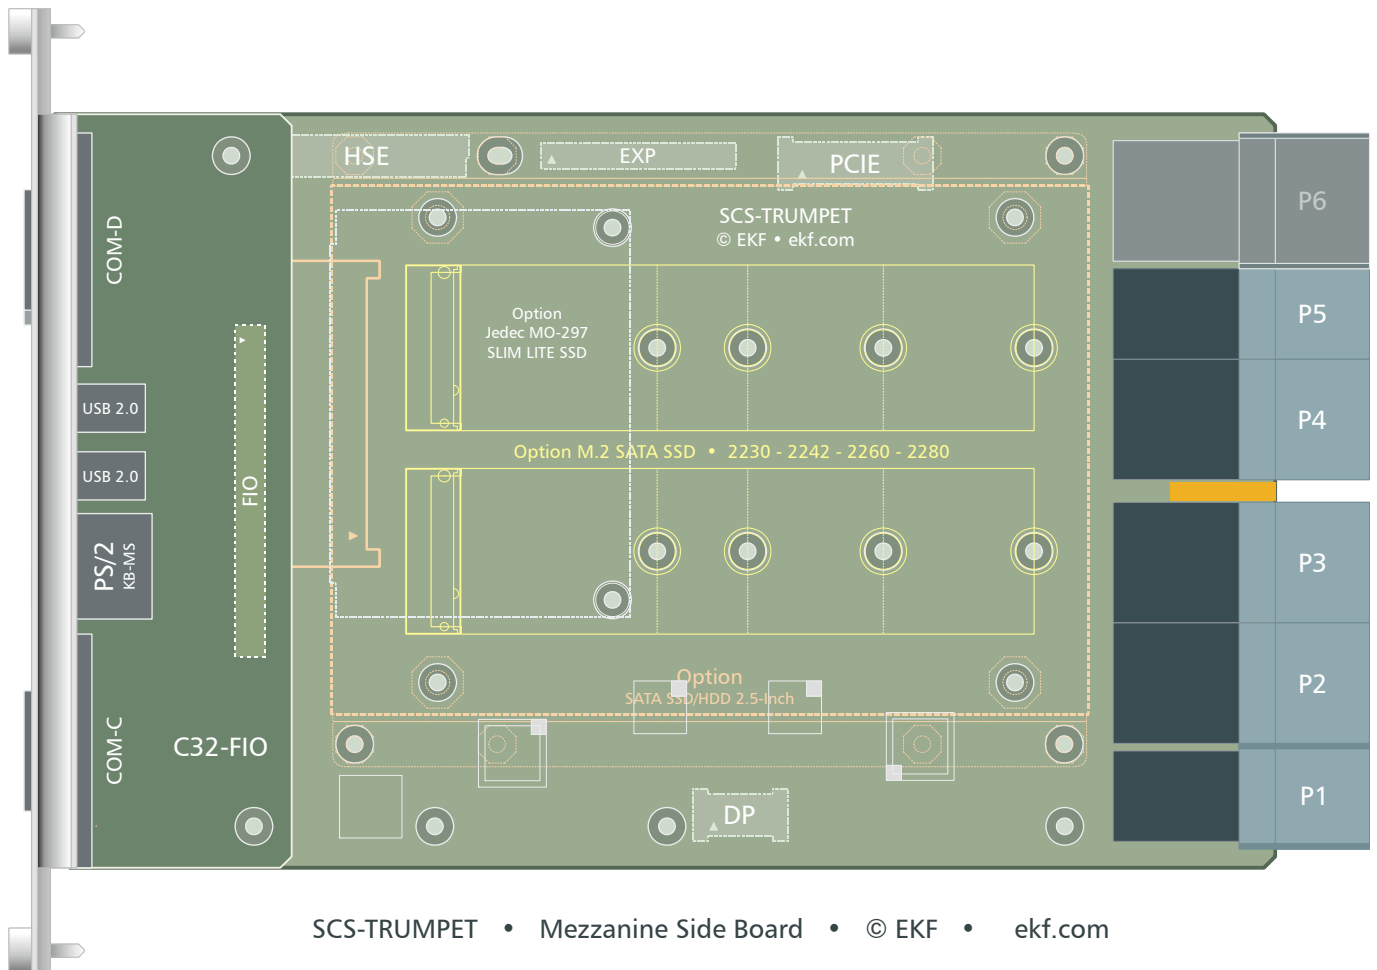 HSE
EXP
PCIE
P6
SCS-TRUMPET
© EKF • ekf.com
COM-D
Option
Jedec MO-297
SLIM LITE SSD
P5
USB 2.0
P4
Option M.2 SATA SSD • 2230 - 2242 - 2260 - 2280
USB 2.0
FIO
PS/2
KB-MS
P3
Option
SATA SSD/HDD 2.5-Inch
P2
COM-C
C32-FIO
DP
P1
SCS-TRUMPET • Mezzanine Side Board • © EKF • ekf.com